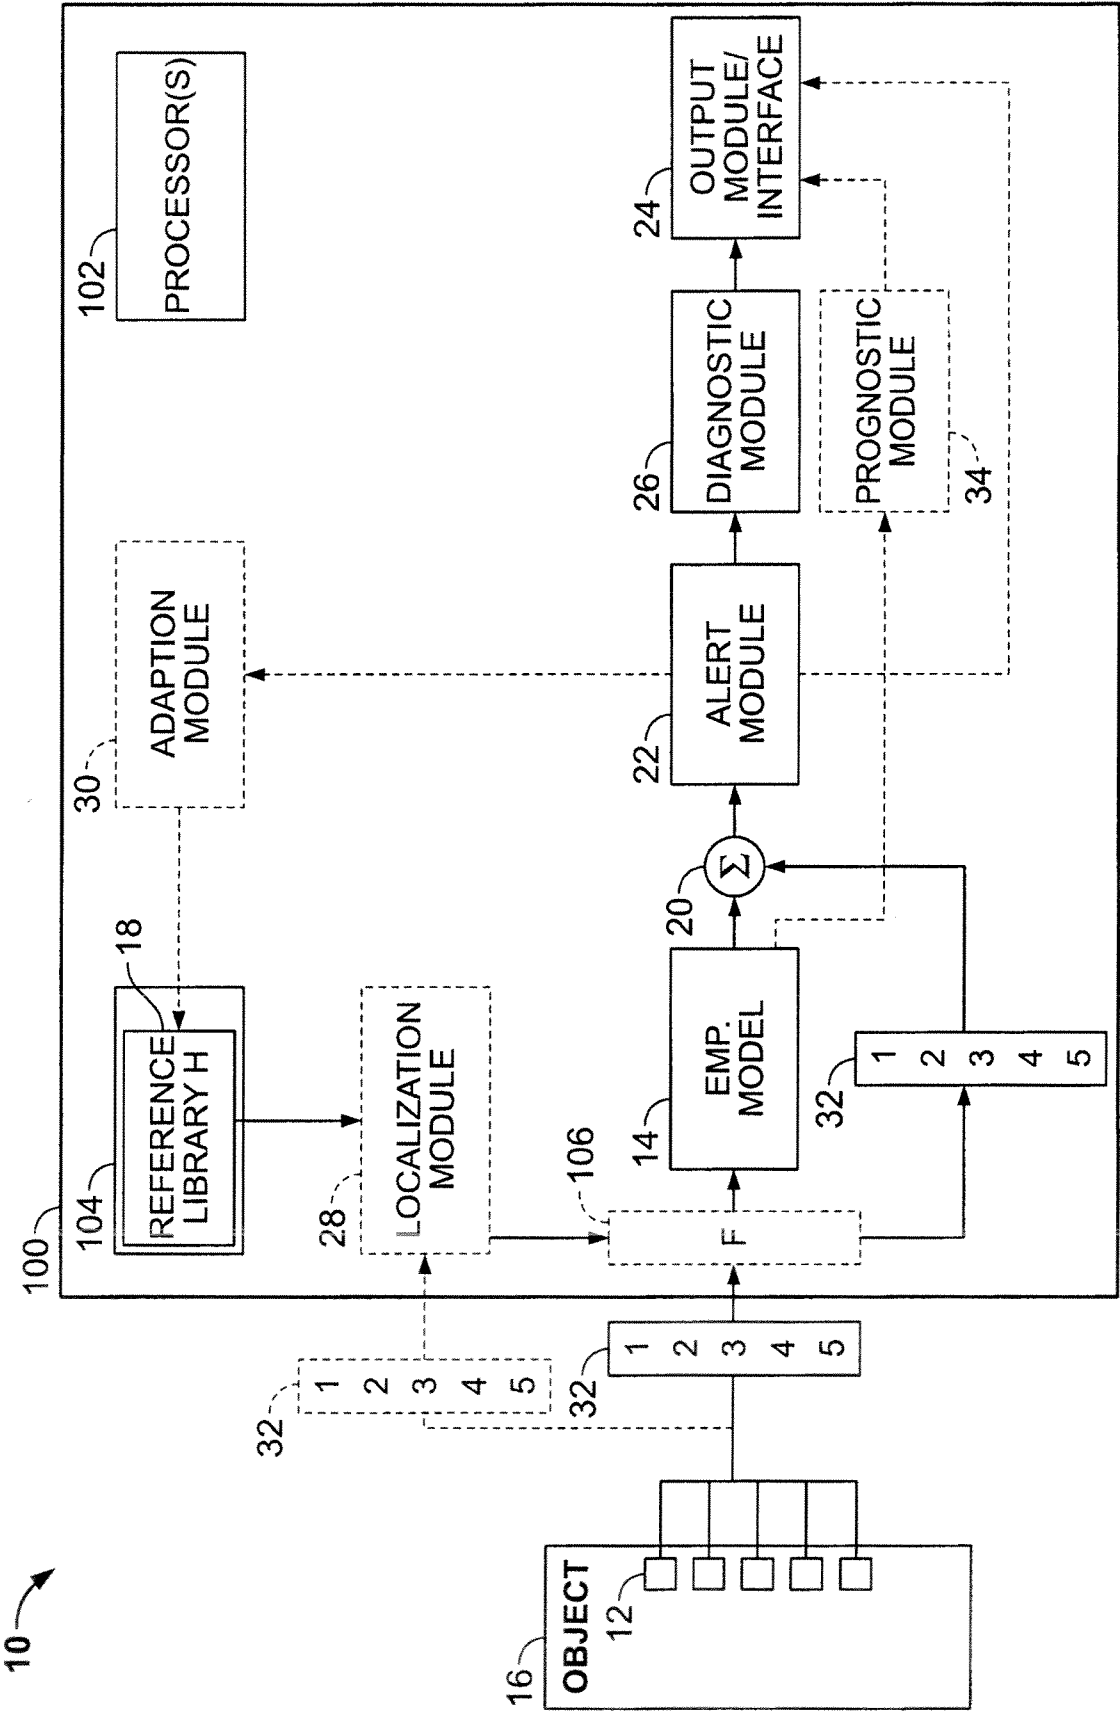 10
100
104
18
REFERENCE
LIBRARY H
30
ADAPTION
MODULE
102
PROCESSOR(S)
28
LOCALIZATION
MODULE
32
1
2
3
4
5
32
1
2
3
4
5
106
F
14
EMP.
MODEL
20
Σ
22
ALERT
MODULE
26
DIAGNOSTIC
MODULE
24
OUTPUT
MODULE/
INTERFACE
32
1
2
3
4
5
PROGNOSTIC
MODULE
34
16
OBJECT
12